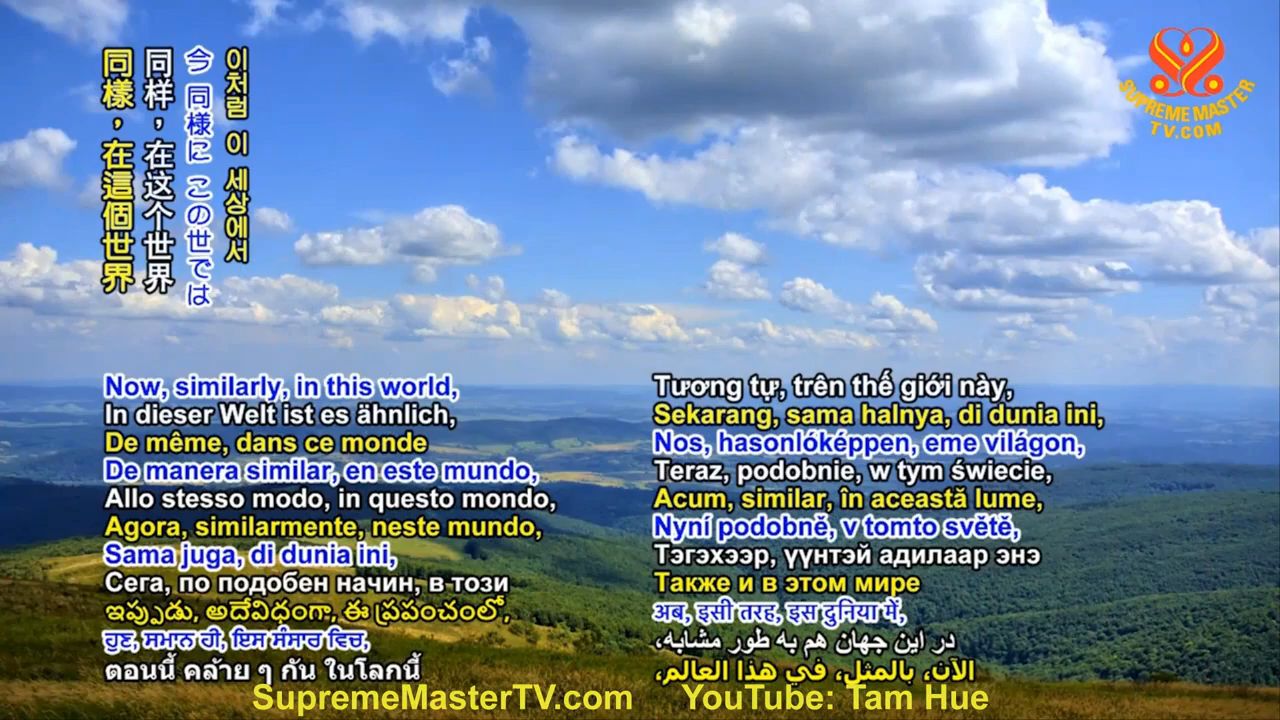 이처럼 이 세상에서
今 同様に この世では
同样，在这个世界
同樣，在這個世界
SUPREME MASTER
TV.COM
Now, similarly, in this world,
In dieser Welt ist es ähnlich,
De même, dans ce monde
De manera similar, en este mundo,
Allo stesso modo, in questo mondo,
Agora, similarmente, neste mundo,
Sama juga, di dunia ini,
Сега, по подобен начин, в този
ఇప్పుడు, అదేవిధంగా, ఈ ప్రపంచంలో,
ਹੁਣ, ਸਮਾਨ ਹੀ, ਇਸ ਸੰਸਾਰ ਵਿਚ,
ตอนนี้ คล้าย ๆ กัน ในโลกนี้
Tương tự, trên thế giới này,
Sekarang, sama halnya, di dunia ini,
Nos, hasonlóképpen, eme világon,
Teraz, podobnie, w tym świecie,
Acum, similar, în această lume,
Nyní podobně, v tomto světě,
Тэгэхээр, үүнтэй адилаар энэ
Также и в этом мире
अब, इसी तरह, इस दुनिया में,
در این جهان هم به طور مشابه،
الآن، بالمثل، في هذا العالم،
SupremeMasterTV.com YouTube: Tam Hue